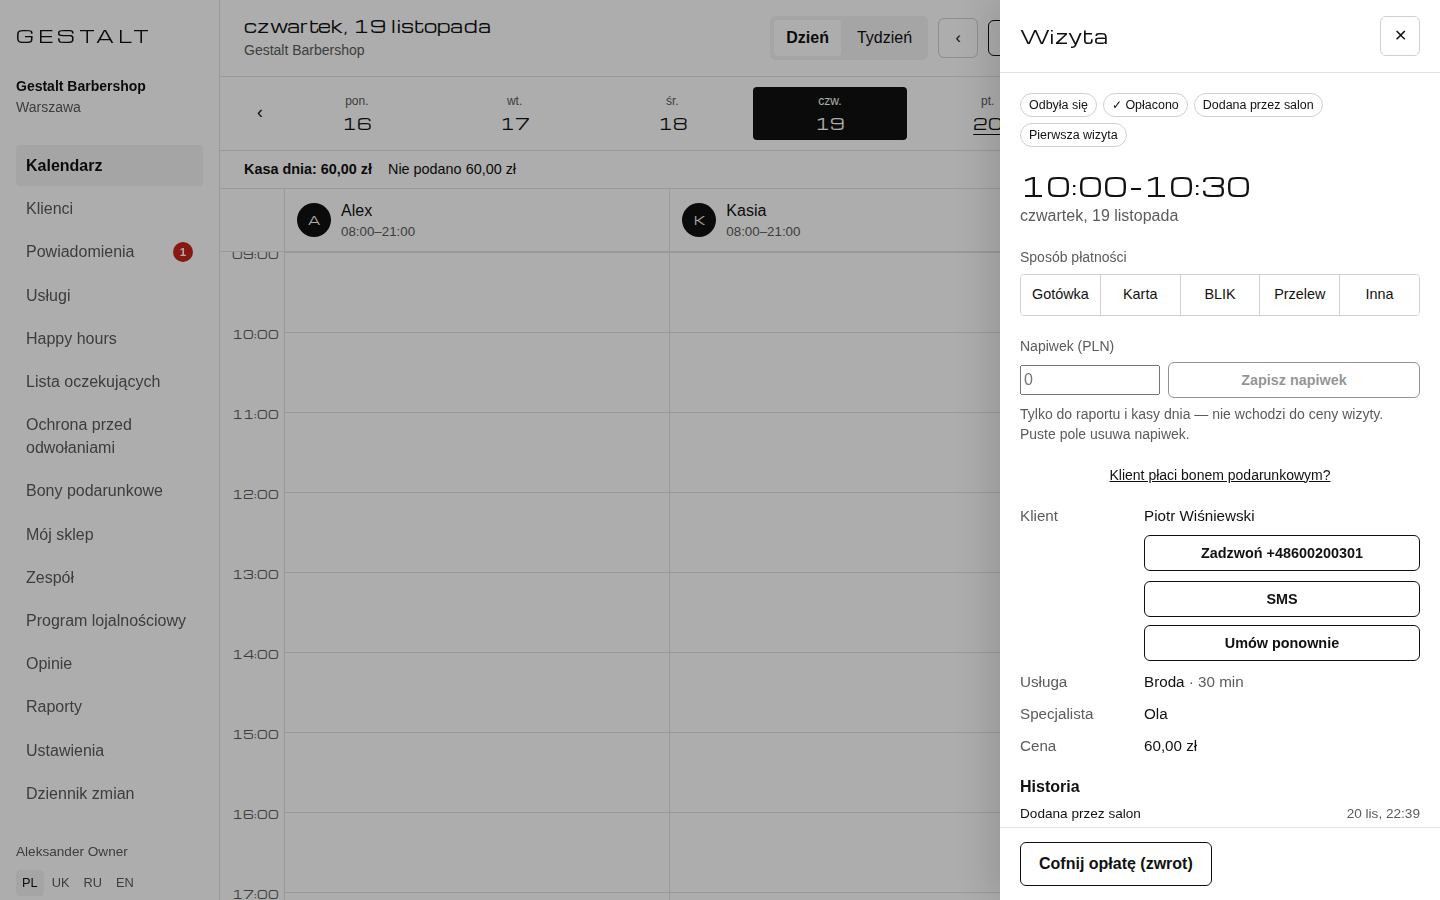 GESTALT
Gestalt Barbershop
Warszawa
Kalendarz
Klienci
Powiadomienia 1
Usługi
Happy hours
Lista oczekujących
Ochrona przed
odwołaniami
Bony podarunkowe
Mój sklep
Zespół
Program lojalnościowy
Opinie
Raporty
Ustawienia
Dziennik zmian
Aleksander Owner
PL UK RU EN
czwartek, 19 listopada
Gestalt Barbershop
Dzień Tydzień ‹
‹ pon. wt. śr. czw. pt.
16 17 18 19 20
Kasa dnia: 60,00 zł Nie podano 60,00 zł
A Alex K Kasia
08:00–21:00 08:00–21:00
09:00
10:00
11:00
12:00
13:00
14:00
15:00
16:00
17:00
Wizyta ✕
Odbyła się ✓ Opłacono Dodana przez salon
Pierwsza wizyta
10:00–10:30
czwartek, 19 listopada
Sposób płatności
Gotówka Karta BLIK Przelew Inna
Napiwek (PLN)
0 Zapisz napiwek
Tylko do raportu i kasy dnia — nie wchodzi do ceny wizyty.
Puste pole usuwa napiwek.
Klient płaci bonem podarunkowym?
Klient Piotr Wiśniewski
Zadzwoń +48600200301
SMS
Umów ponownie
Usługa Broda · 30 min
Specjalista Ola
Cena 60,00 zł
Historia
Dodana przez salon 20 lis, 22:39
Cofnij opłatę (zwrot)